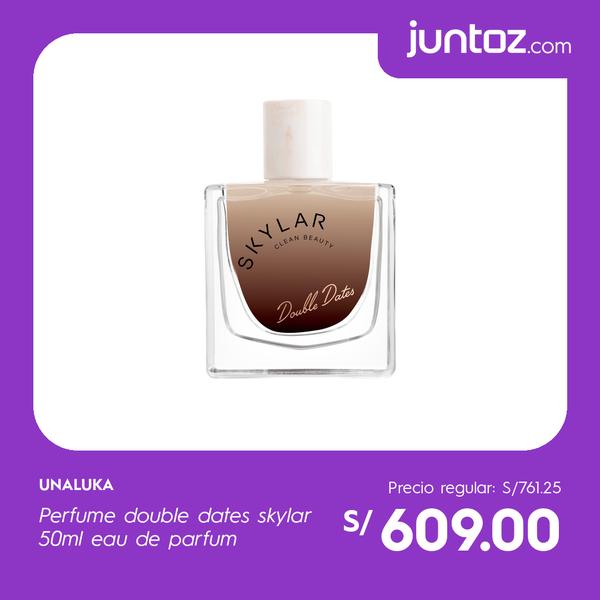 juntoz.com
SKYLAR
CLEAN BEAUTY
Double Dates
UNALUKA
Perfume double dates skylar
50ml eau de parfum
Precio regular: S/761.25
S/ 609.00